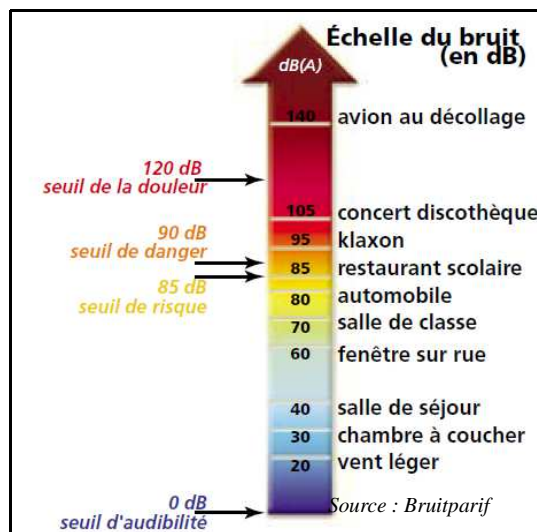 Échelle du bruit
(en dB)
dB(A)
140 avion au décollage
120 dB
seuil de la douleur
105 concert discothèque
90 dB
seuil de danger
95 klaxon
85 restaurant scolaire
85 dB
seuil de risque
80 automobile
70 salle de classe
60 fenêtre sur rue
40 salle de séjour
30 chambre à coucher
20 vent léger
0 dB
seuil d'audibilité
Source : Bruitparif